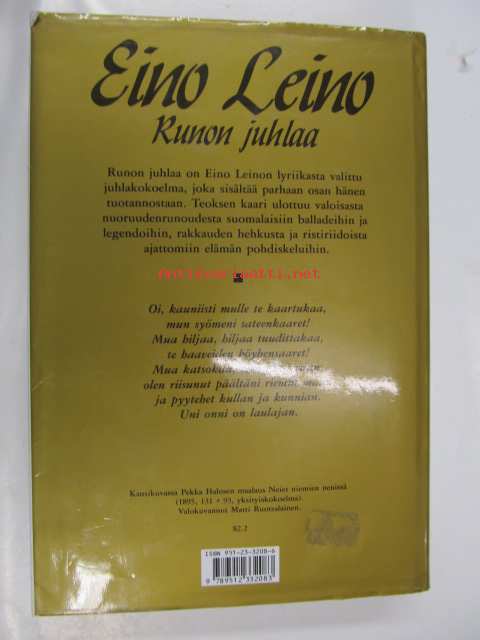 Eino Leino
Runon juhlaa
Runon juhlaa on Eino Leinon lyriikasta valittu
juhlakokoelma, joka sisältää parhaan osan hänen
tuotannostaan. Teoksen kaari ulottuu valoisasta
nuoruudenrunoudesta suomalaisiin balladeihin ja
legendoihin, rakkauden hehkusta ja ristiriidoista
ajattomiin elämän pohdiskeluihin.
Oi, kauniisti mulle te kaartukaa,
mun syömeni sateenkaaret!
Mua hiljaa, hiljaa tuudittakaa,
te haaveiden höyhensaaret!
Mua katsokaa,
olen riisunut päältäni
ja pyytehet kullan ja kunnian.
Uni onni on laulajan.
Kansikuvassa Pekka Halosen maalaus Neiet niemien nenissä
(1895, 131 × 93, yksityiskokoelma).
Valokuvannut Matti Ruotsalainen.
82.2
ISBN 951-23-3208-6
9 789512 332083